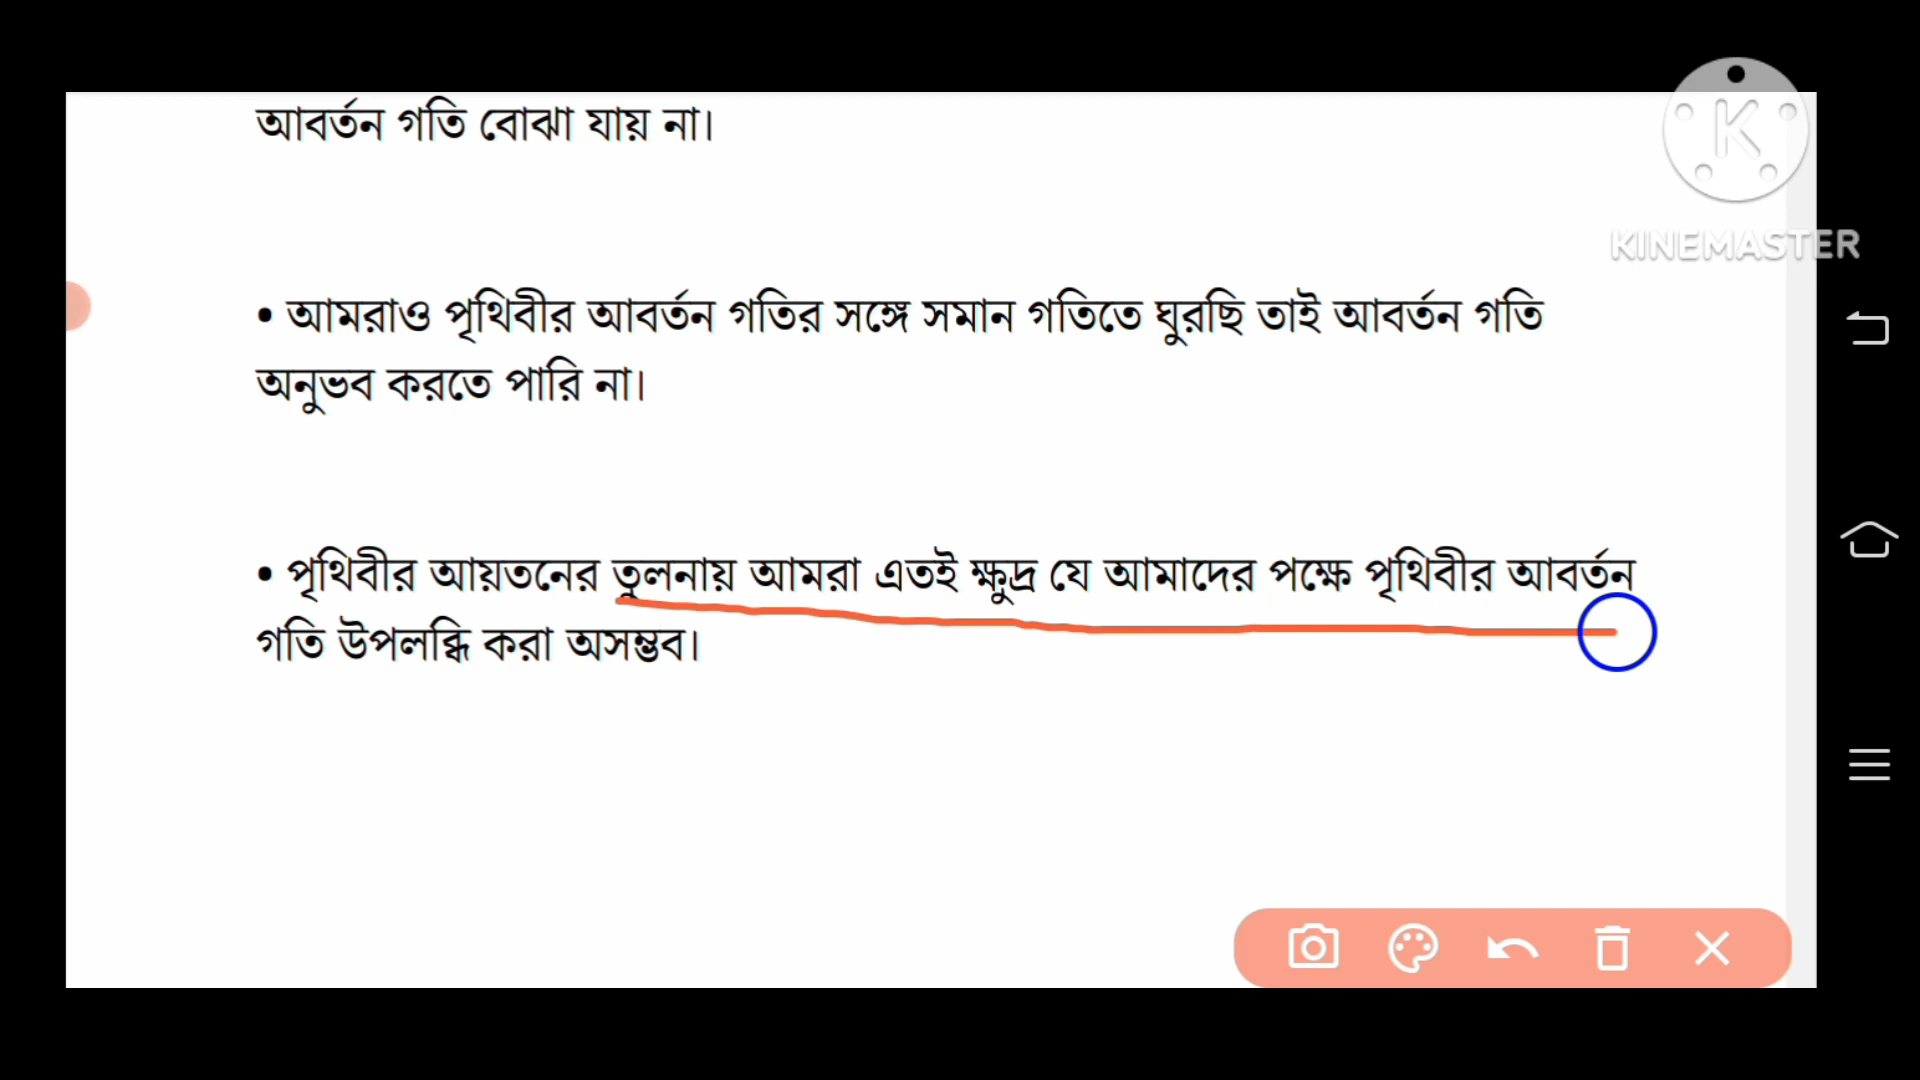 আবর্তন গতি বোঝা যায় না।
K
KINEMASTER
• আমরাও পৃথিবীর আবর্তন গতির সঙ্গে সমান গতিতে ঘুরছি তাই আবর্তন গতি
অনুভব করতে পারি না।
• পৃথিবীর আয়তনের তুলনায় আমরা এতই ক্ষুদ্র যে আমাদের পক্ষে পৃথিবীর আবর্তন
গতি উপলব্ধি করা অসম্ভব।